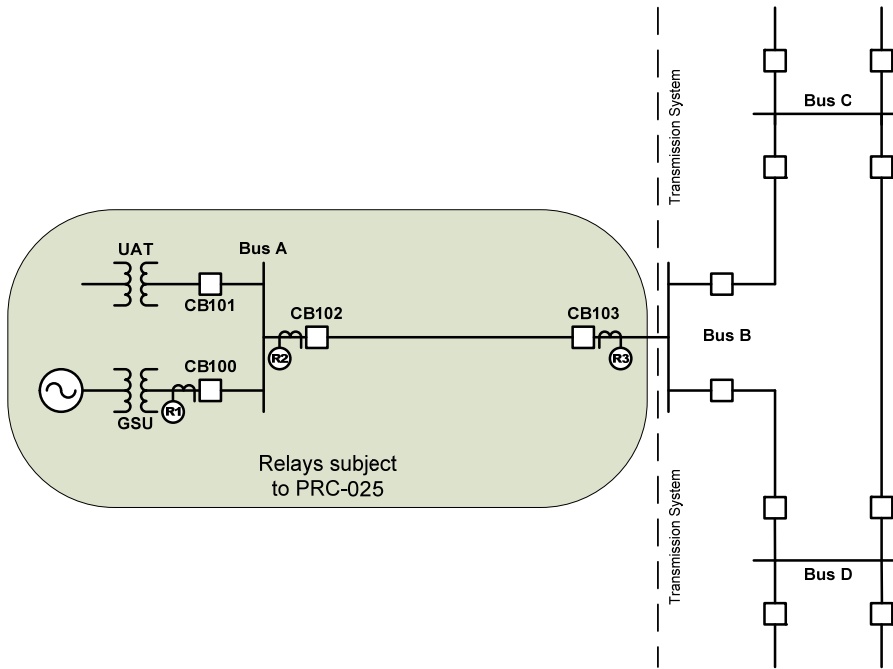 Transmission System
Bus C
UAT
Bus A
CB101
CB102
CB103
R2
R3
Bus B
CB100
R1
GSU
Relays subject
to PRC-025
Transmission System
Bus D